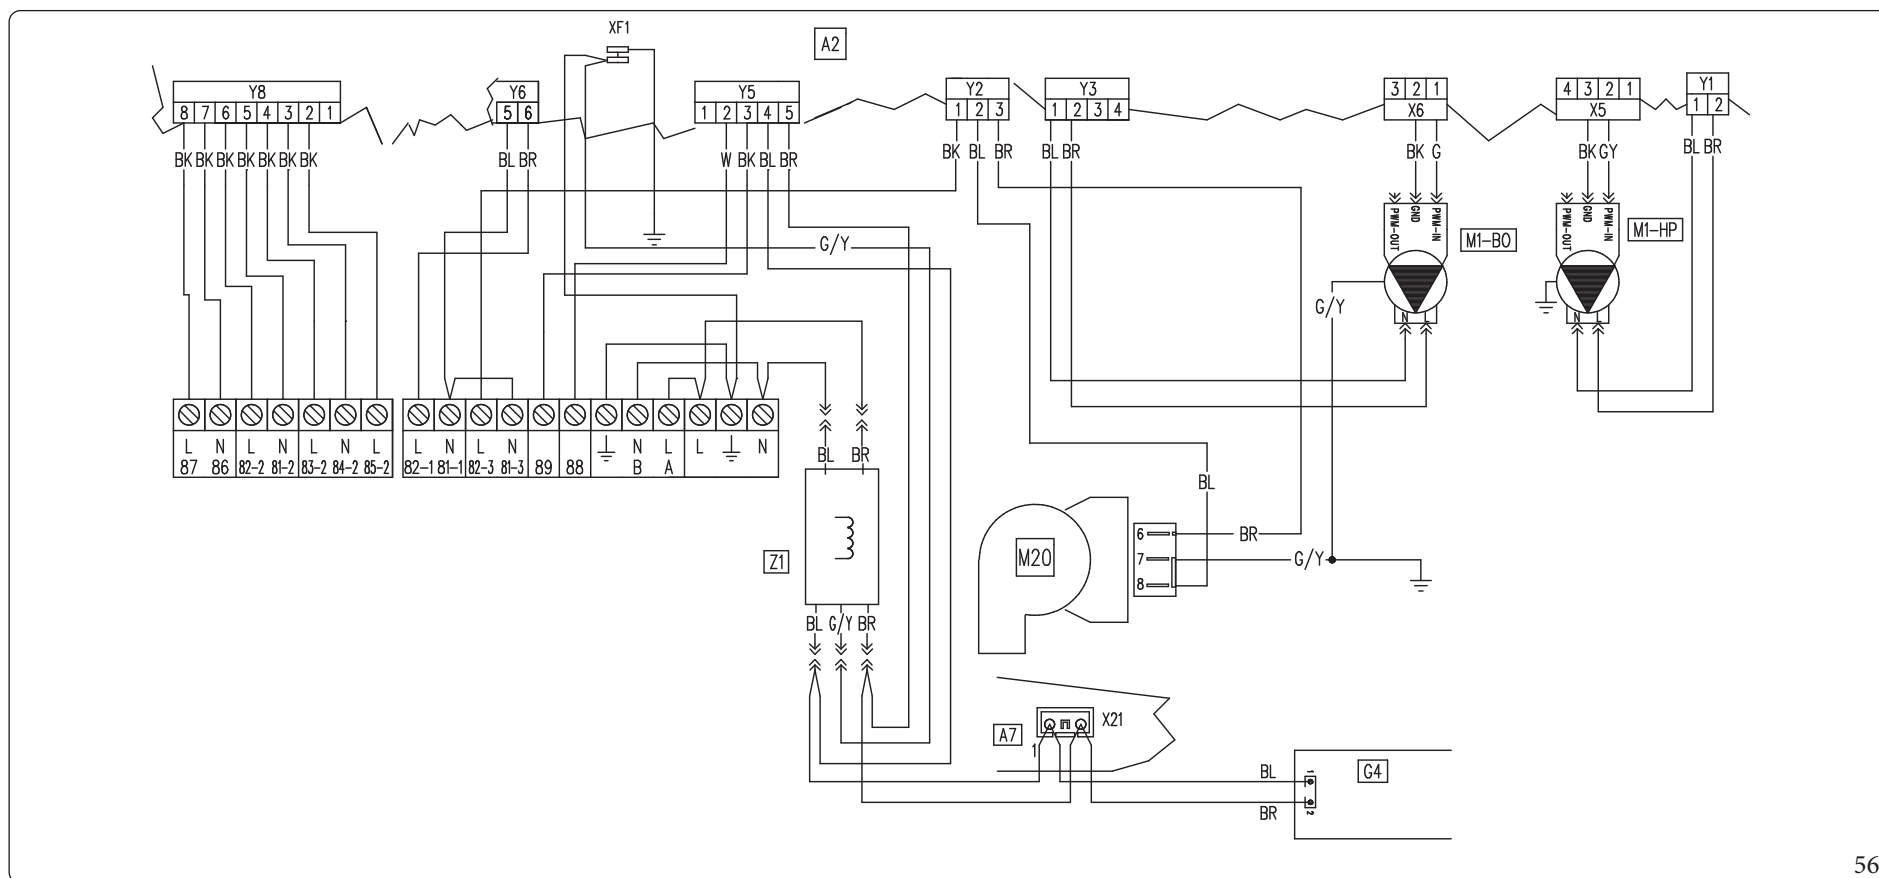 XF1
A2
Y8
8 7 6 5 4 3 2 1
Y6
5 6
Y5
1 2 3 4 5
Y2
1 2 3
Y3
1 2 3 4
3 2 1
X6
4 3 2 1
X5
Y1
1 2
BK BK BK BK BK BK BK
BL BR
W BK BL BR
BK BL BR
BL BR
BK G
BK GY
BL BR
PWM-OUT
GND
PWM-IN
M1-BO
PWM-OUT
GND
PWM-IN
M1-HP
G/Y
G/Y
N L
N L
L N L N L N L
87 86 82-2 81-2 83-2 84-2 85-2
L N L N N L L N
82-1 81-1 82-3 81-3 89 88 B A
BL BR
BL
Z1
M20
6
7
8
BR
G/Y
BL G/Y BR
A7
X21
1
BL
BR
G4
1
2
56